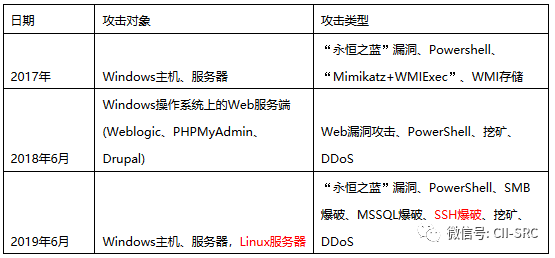 日期 攻击对象 攻击类型
“永恒之蓝”漏洞、Powershell、
2017年 Windows主机、服务器 “Mimikatz+WMIExec”、WMI存储
Windows操作系统上的Web服务端
(Weblogic、PHPMyAdmin、 Web漏洞攻击、PowerShell、挖矿、
2018年6月 Drupal) DDoS
“永恒之蓝”漏洞、PowerShell、SMB
爆破、MSSQL爆破、SSH爆破、挖矿、
2019年6月 Windows主机、服务器，Linux服务器 DDoS
微信号: CII-SRC